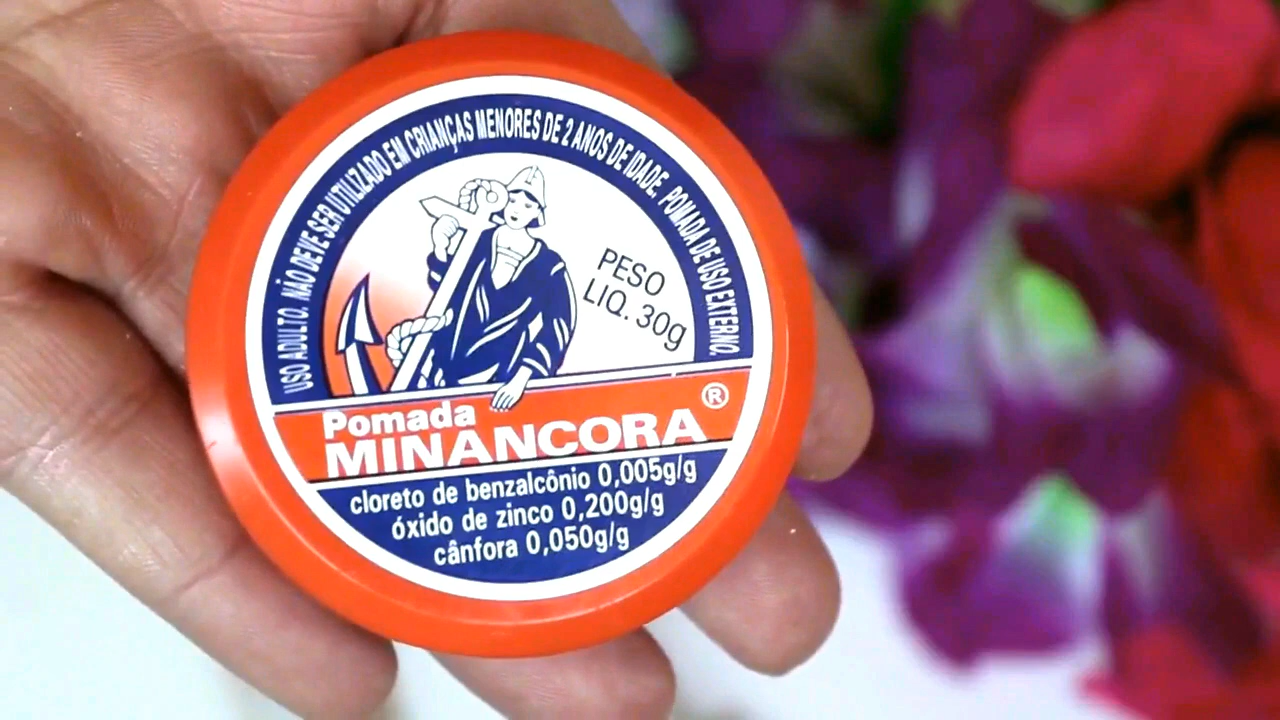 USO ADULTO. NÃO DEVE SER UTILIZADO EM CRIANÇAS MENORES DE 2 ANOS DE IDADE. POMADA DE USO EXTERNO.
PESO
LIQ. 30g
Pomada
MINANCORA®
cloreto de benzalcônio 0,005g/g
óxido de zinco 0,200g/g
cânfora 0,050g/g